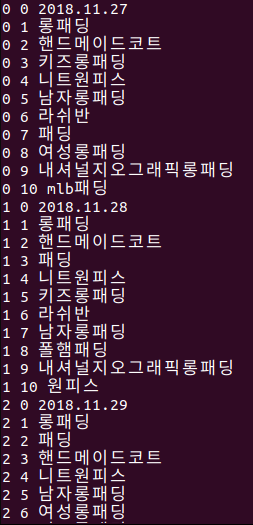 0 0 2018.11.27
0 1 롱패딩
0 2 핸드메이드코트
0 3 키즈롱패딩
0 4 니트원피스
0 5 남자롱패딩
0 6 라쉬반
0 7 패딩
0 8 여성롱패딩
0 9 내셔널지오그래픽롱패딩
0 10 mlb패딩
1 0 2018.11.28
1 1 롱패딩
1 2 핸드메이드코트
1 3 패딩
1 4 니트원피스
1 5 키즈롱패딩
1 6 라쉬반
1 7 남자롱패딩
1 8 폴햄패딩
1 9 내셔널지오그래픽롱패딩
1 10 원피스
2 0 2018.11.29
2 1 롱패딩
2 2 패딩
2 3 핸드메이드코트
2 4 니트원피스
2 5 남자롱패딩
2 6 여성롱패딩